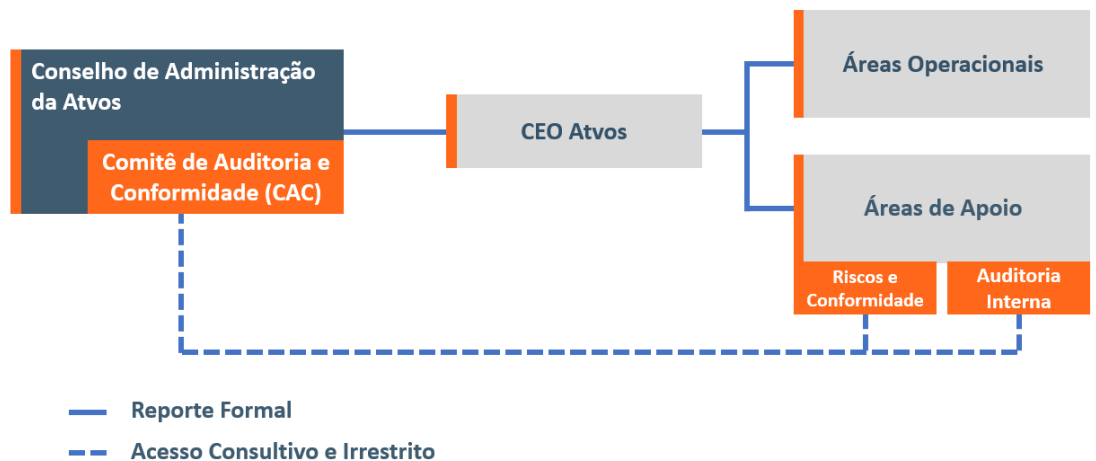 Conselho de Administração
da Atvos
Comitê de Auditoria e
Conformidade (CAC)
CEO Atvos
Áreas Operacionais
Áreas de Apoio
Riscos e
Conformidade
Auditoria
Interna
Reporte Formal
Acesso Consultivo e Irrestrito